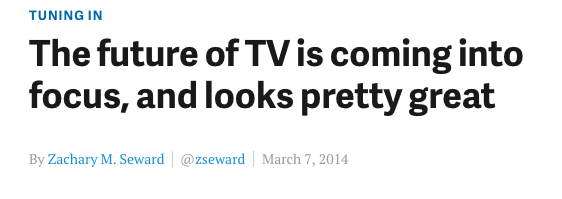 TUNING IN
The future of TV is coming into
focus, and looks pretty great
By Zachary M. Seward | @zseward | March 7, 2014